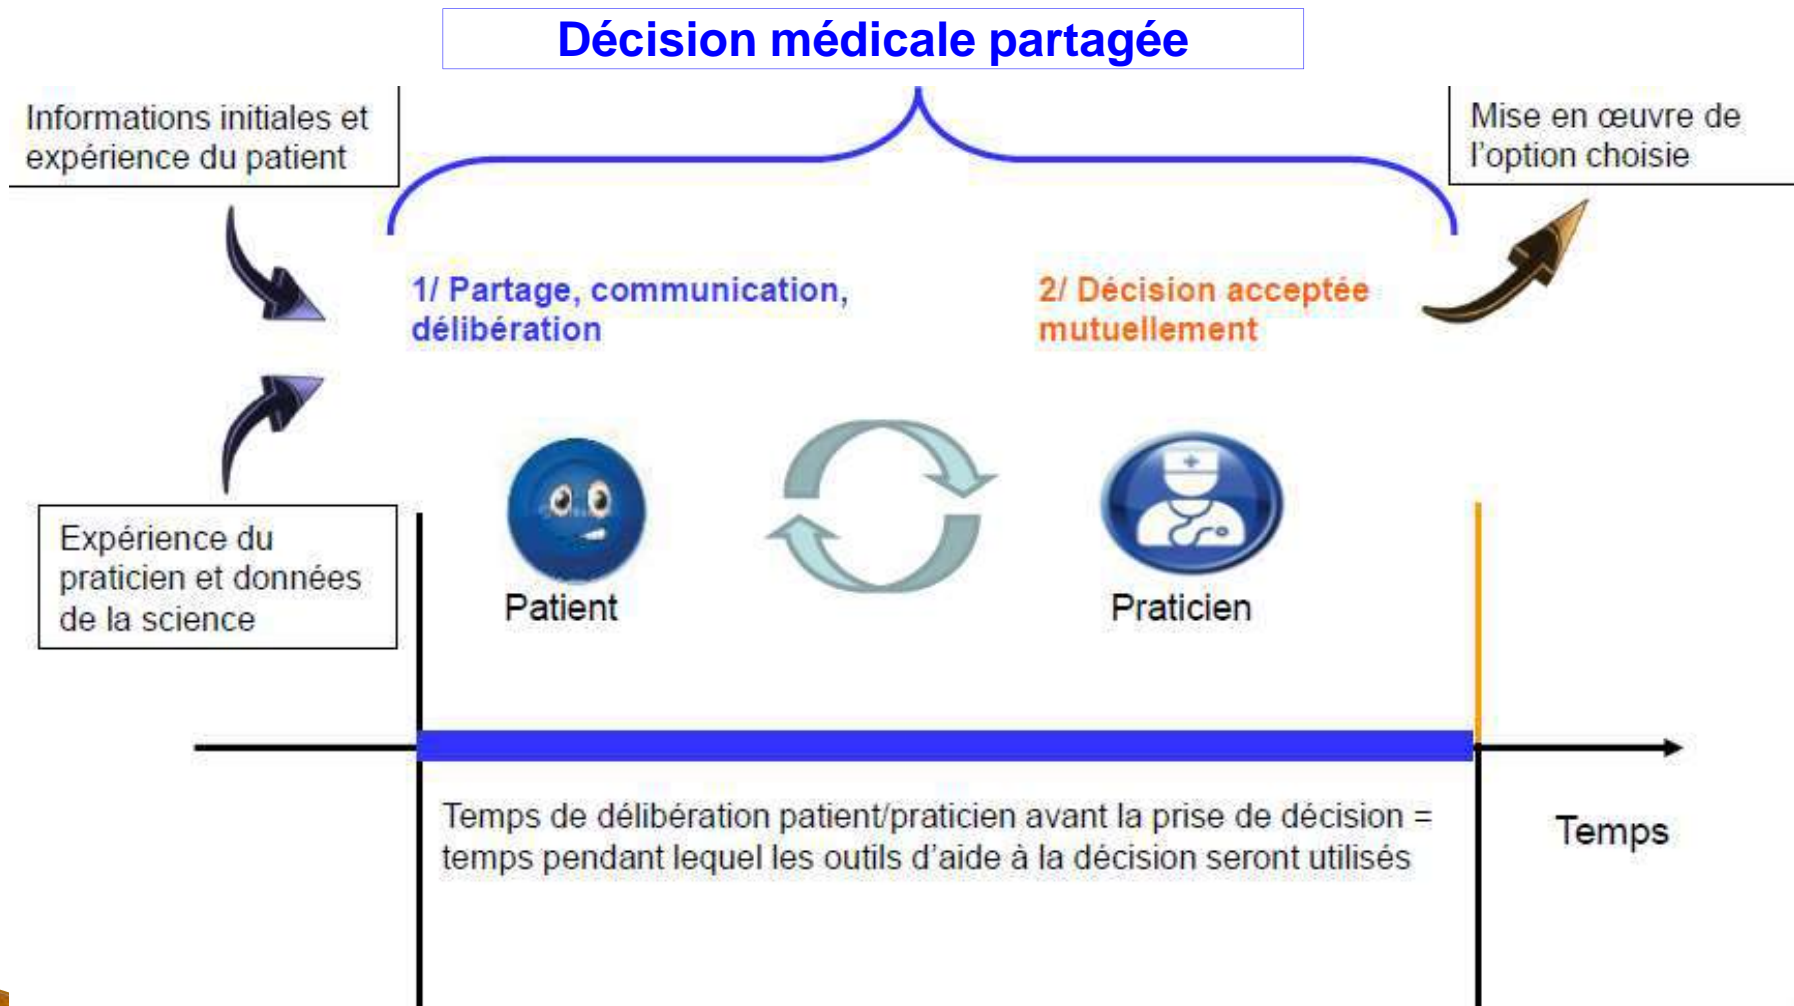 Décision médicale partagée
Informations initiales et
expérience du patient
Mise en œuvre de
l'option choisie
1/ Partage, communication,
délibération
2/ Décision acceptée
mutuellement
Expérience du
praticien et données
de la science
Patient
Praticien
Temps de délibération patient/praticien avant la prise de décision =
temps pendant lequel les outils d'aide à la décision seront utilisés
Temps